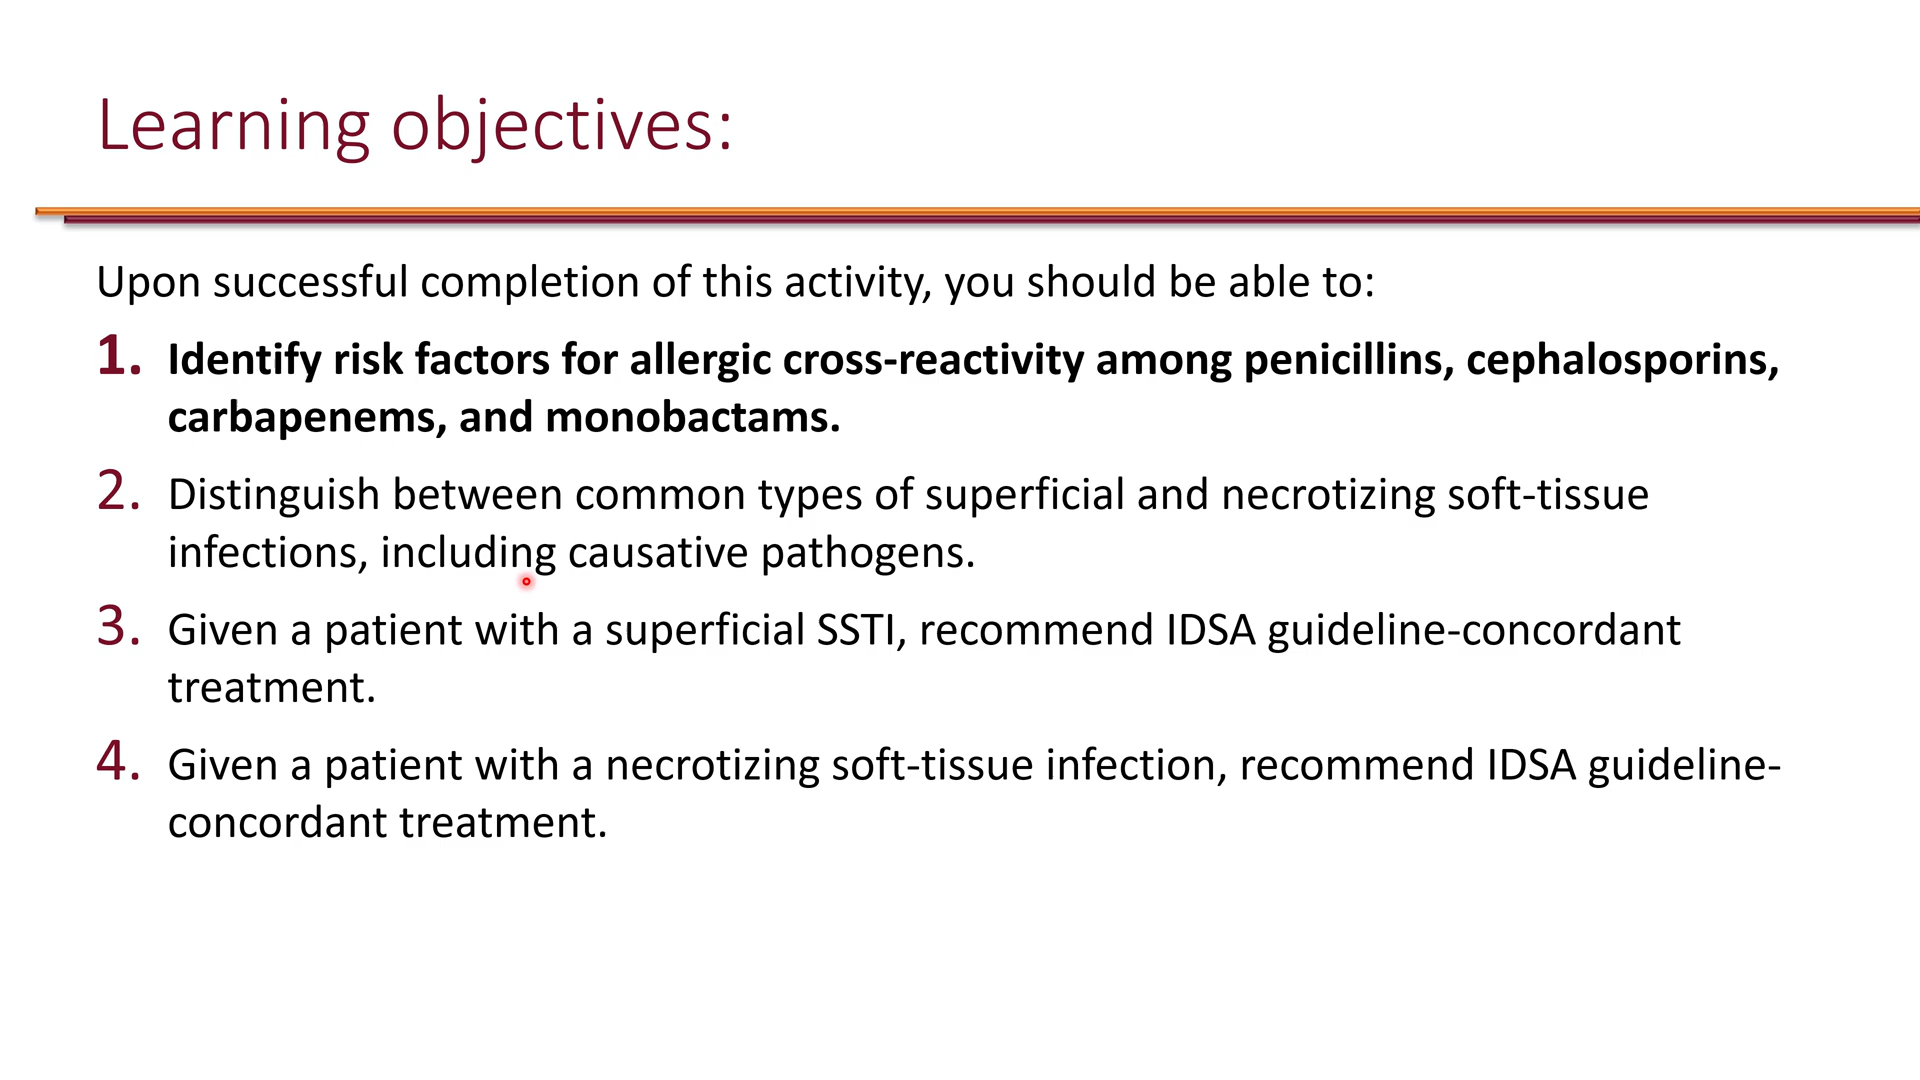 Learning objectives:
Upon successful completion of this activity, you should be able to:
1. Identify risk factors for allergic cross-reactivity among penicillins, cephalosporins,
carbapenems, and monobactams.
2. Distinguish between common types of superficial and necrotizing soft-tissue
infections, including causative pathogens.
3. Given a patient with a superficial SSTI, recommend IDSA guideline-concordant
treatment.
4. Given a patient with a necrotizing soft-tissue infection, recommend IDSA guideline-
concordant treatment.